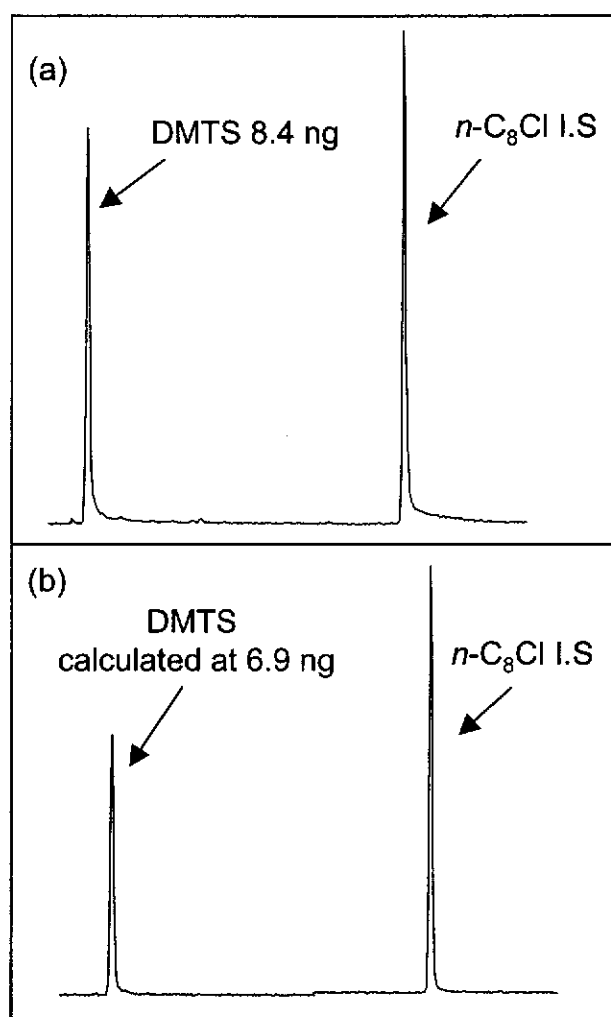 (a)
DMTS 8.4 ng
n-C₈Cl I.S
(b)
DMTS
calculated at 6.9 ng
n-C₈Cl I.S